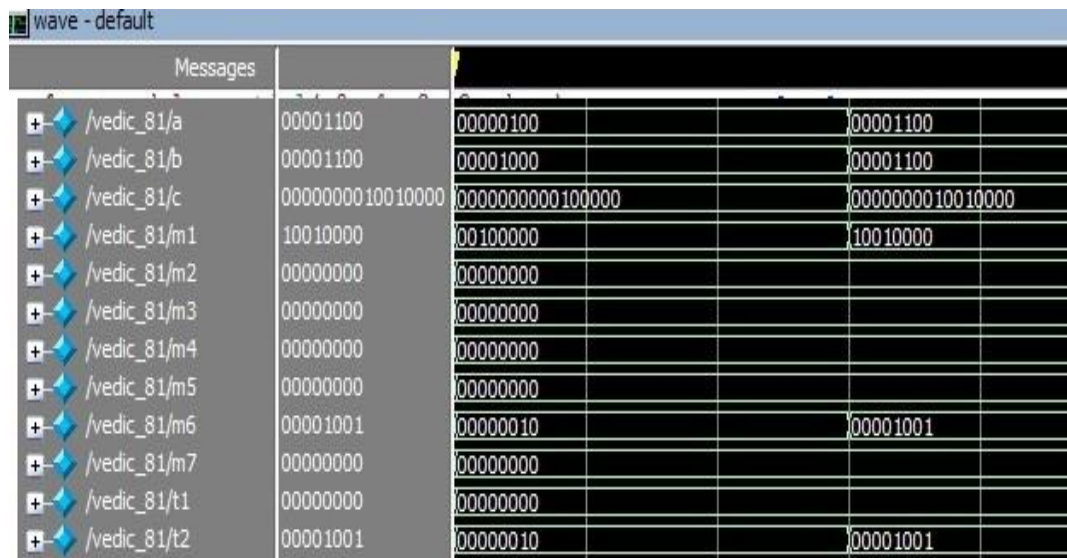 wave - default
Messages
/vedic_81/a 00001100 00000100 00001100
/vedic_81/b 00001100 00001000 00001100
/vedic_81/c 0000000010010000 0000000000100000 0000000010010000
/vedic_81/m1 10010000 00100000 10010000
/vedic_81/m2 00000000 00000000
/vedic_81/m3 00000000 00000000
/vedic_81/m4 00000000 00000000
/vedic_81/m5 00000000 00000000
/vedic_81/m6 00001001 00000010 00001001
/vedic_81/m7 00000000 00000000
/vedic_81/t1 00000000 00000000
/vedic_81/t2 00001001 00000010 00001001